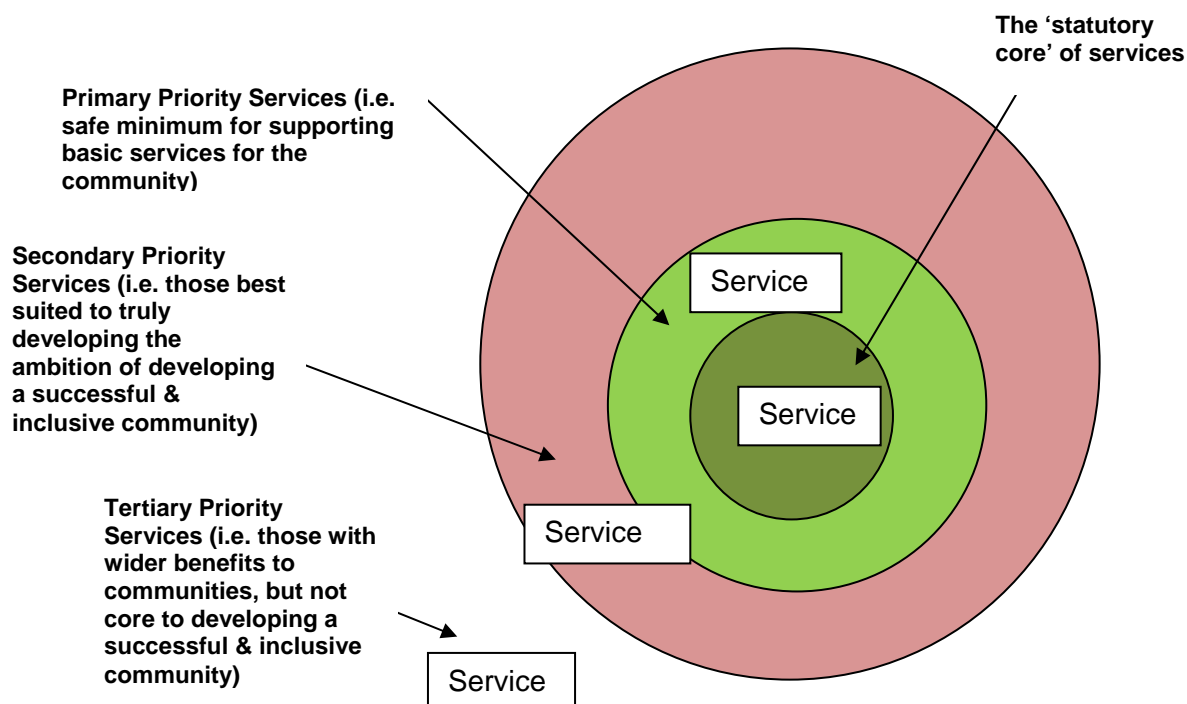 The ‘statutory
core’ of services
Primary Priority Services (i.e.
safe minimum for supporting
basic services for the
community)
Secondary Priority
Services (i.e. those best
suited to truly
developing the
ambition of developing
a successful &
inclusive community)
Tertiary Priority
Services (i.e. those with
wider benefits to
communities, but not
core to developing a
successful & inclusive
community)
Service
Service
Service
Service